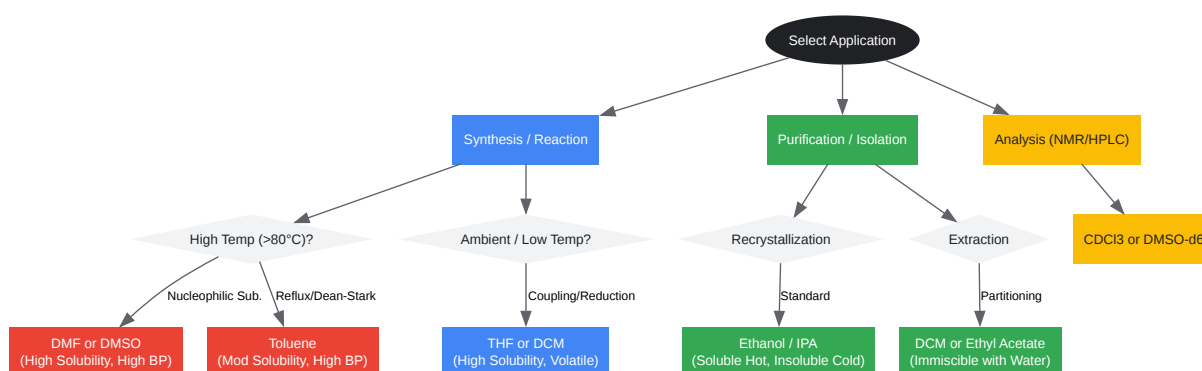 Select Application
Synthesis / Reaction
Purification / Isolation
Analysis (NMR/HPLC)
High Temp (>80°C)?
Ambient / Low Temp?
Recrystallization
Extraction
CDCl3 or DMSO-d6
Nucleophilic Sub.
Reflux/Dean-Stark
Coupling/Reduction
Standard
Partitioning
DMF or DMSO
(High Solubility, High BP)
Toluene
(Mod Solubility, High BP)
THF or DCM
(High Solubility, Volatile)
Ethanol / IPA
(Soluble Hot, Insoluble Cold)
DCM or Ethyl Acetate
(Immiscible with Water)